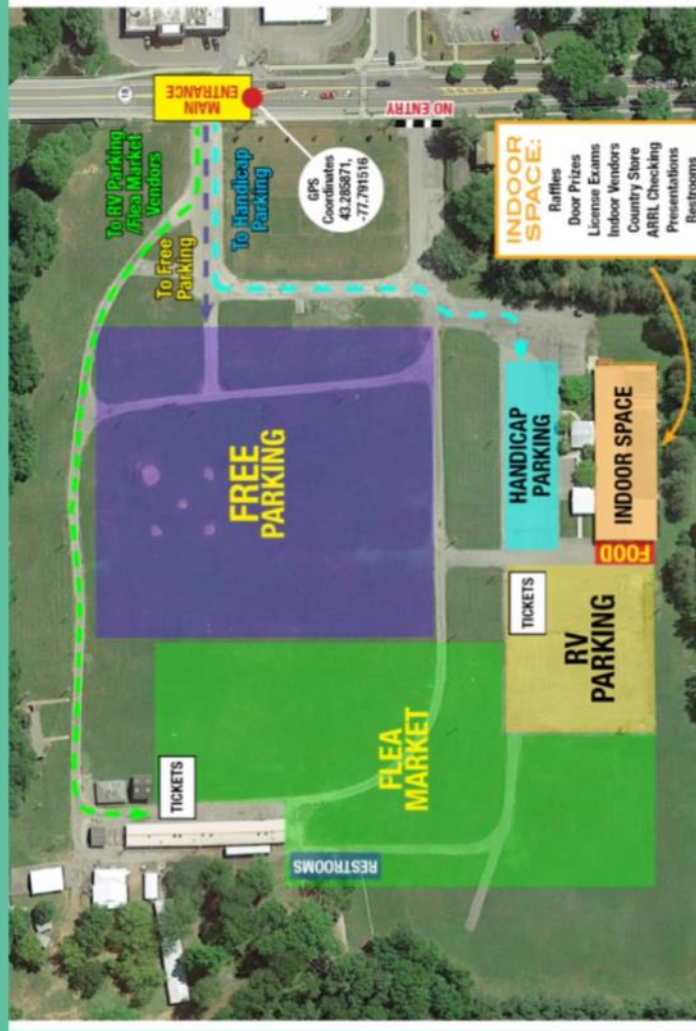 18
MAIN
ENTRANCE
NO ENTRY
GPS
Coordinates
43.285871,
-77.791516
To RV Parking
/Flea Market
Vendors
To Free
Parking
To Handicap
Parking
INDOOR
SPACE:
Raffles
Door Prizes
License Exams
Indoor Vendors
Country Store
ARRL Checking
Presentations
Restrooms
FREE
PARKING
HANDICAP
PARKING
INDOOR SPACE
FOOD
TICKETS
RV
PARKING
FLEA
MARKET
TICKETS
RESTROOMS